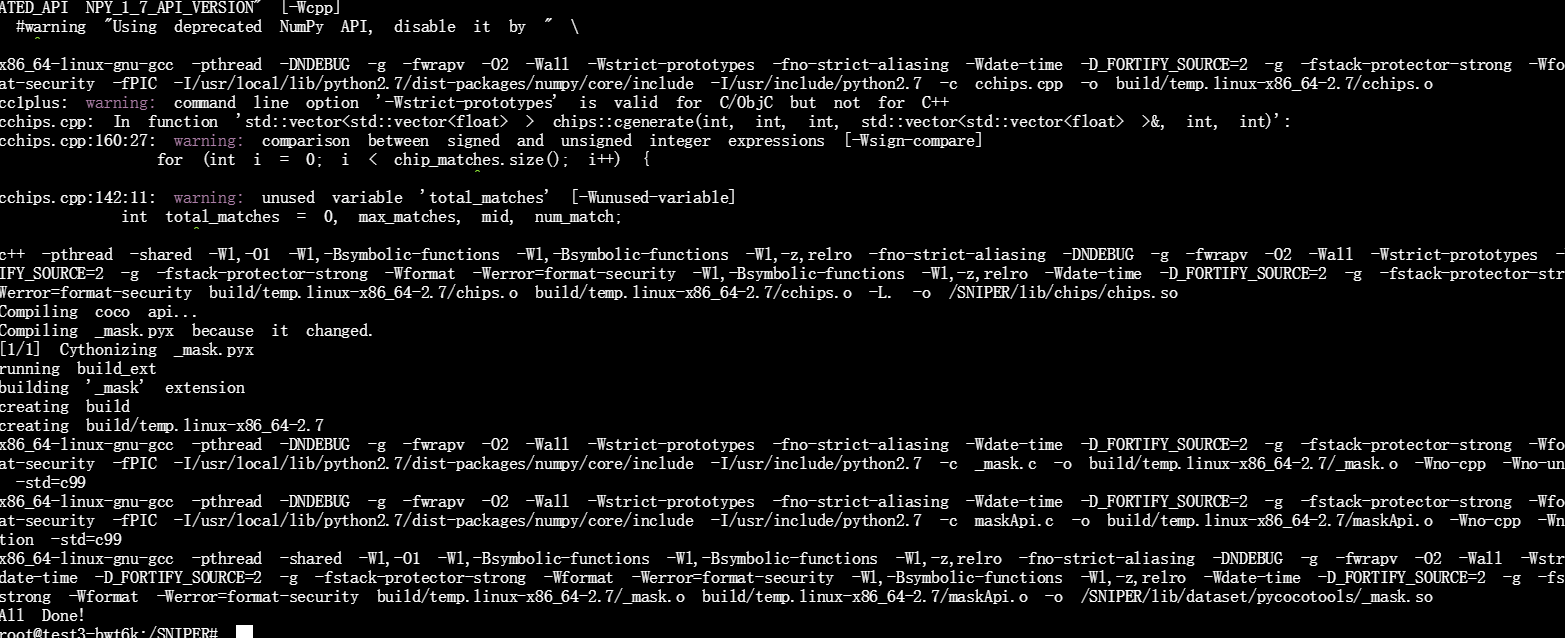 ATED_API NPY_1_7_API_VERSION" [-Wcpp]
#warning "Using deprecated NumPy API, disable it by " \
^
x86_64-linux-gnu-gcc -pthread -DNDEBUG -g -fwrapv -O2 -Wall -Wstrict-prototypes -fno-strict-aliasing -Wdate-time -D_FORTIFY_SOURCE=2 -g -fstack-protector-strong -Wfo
at-security -fPIC -I/usr/local/lib/python2.7/dist-packages/numpy/core/include -I/usr/include/python2.7 -c cchips.cpp -o build/temp.linux-x86_64-2.7/cchips.o
cc1plus: warning: command line option '-Wstrict-prototypes' is valid for C/ObjC but not for C++
cchips.cpp: In function 'std::vector<std::vector<float> > chips::cgenerate(int, int, int, std::vector<std::vector<float> >&, int, int)':
cchips.cpp:160:27: warning: comparison between signed and unsigned integer expressions [-Wsign-compare]
for (int i = 0; i < chip_matches.size(); i++) {
^
cchips.cpp:142:11: warning: unused variable 'total_matches' [-Wunused-variable]
int total_matches = 0, max_matches, mid, num_match;
^
c++ -pthread -shared -Wl,-O1 -Wl,-Bsymbolic-functions -Wl,-Bsymbolic-functions -Wl,-z,relro -fno-strict-aliasing -DNDEBUG -g -fwrapv -O2 -Wall -Wstrict-prototypes -
IFY_SOURCE=2 -g -fstack-protector-strong -Wformat -Werror=format-security -Wl,-Bsymbolic-functions -Wl,-z,relro -Wdate-time -D_FORTIFY_SOURCE=2 -g -fstack-protector-str
Werror=format-security build/temp.linux-x86_64-2.7/chips.o build/temp.linux-x86_64-2.7/cchips.o -L. -o /SNIPER/lib/chips/chips.so
Compiling coco api...
Compiling _mask.pyx because it changed.
[1/1] Cythonizing _mask.pyx
running build_ext
building '_mask' extension
creating build
creating build/temp.linux-x86_64-2.7
x86_64-linux-gnu-gcc -pthread -DNDEBUG -g -fwrapv -O2 -Wall -Wstrict-prototypes -fno-strict-aliasing -Wdate-time -D_FORTIFY_SOURCE=2 -g -fstack-protector-strong -Wfo
at-security -fPIC -I/usr/local/lib/python2.7/dist-packages/numpy/core/include -I/usr/include/python2.7 -c _mask.c -o build/temp.linux-x86_64-2.7/_mask.o -Wno-cpp -Wno-un
-std=c99
x86_64-linux-gnu-gcc -pthread -DNDEBUG -g -fwrapv -O2 -Wall -Wstrict-prototypes -fno-strict-aliasing -Wdate-time -D_FORTIFY_SOURCE=2 -g -fstack-protector-strong -Wfo
at-security -fPIC -I/usr/local/lib/python2.7/dist-packages/numpy/core/include -I/usr/include/python2.7 -c maskApi.c -o build/temp.linux-x86_64-2.7/maskApi.o -Wno-cpp -Wn
tion -std=c99
x86_64-linux-gnu-gcc -pthread -shared -Wl,-O1 -Wl,-Bsymbolic-functions -Wl,-Bsymbolic-functions -Wl,-z,relro -fno-strict-aliasing -DNDEBUG -g -fwrapv -O2 -Wall -Wstr
date-time -D_FORTIFY_SOURCE=2 -g -fstack-protector-strong -Wformat -Werror=format-security -Wl,-Bsymbolic-functions -Wl,-z,relro -Wdate-time -D_FORTIFY_SOURCE=2 -g -fs
strong -Wformat -Werror=format-security build/temp.linux-x86_64-2.7/_mask.o build/temp.linux-x86_64-2.7/maskApi.o -o /SNIPER/lib/dataset/pycocotools/_mask.so
All Done!
root@test3-bwt6k:/SNIPER#